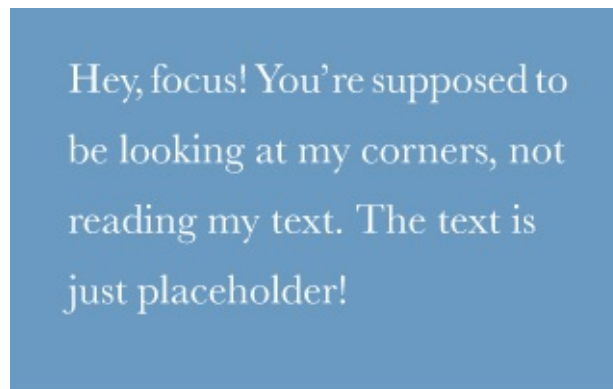 Hey, focus! You’re supposed to
be looking at my corners, not
reading my text. The text is
just placeholder!